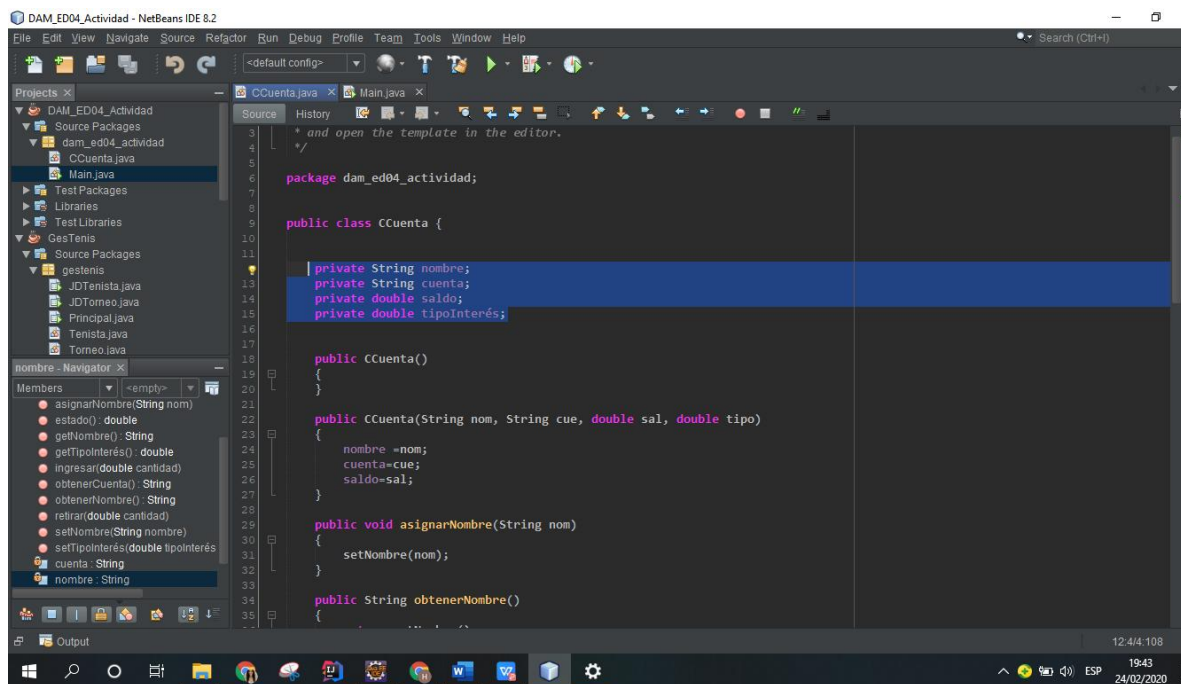 DAM_ED04_Actividad - NetBeans IDE 8.2
File Edit View Navigate Source Refactor Run Debug Profile Team Tools Window Help
Search (Ctrl+I)
<default config>
Projects
CCuenta.java
Main.java
DAM_ED04_Actividad
Source Packages
dam_ed04_actividad
CCuenta.java
Main.java
Test Packages
Libraries
Test Libraries
GesTenis
Source Packages
gestenis
JDTenista.java
JDTorneo.java
Principal.java
Tenista.java
Torneo.java
nombre - Navigator
Members
<empty>
asignarNombre(String nom)
estado() : double
getNombre() : String
getTipoInterés() : double
ingresar(double cantidad)
obtenerCuenta() : String
obtenerNombre() : String
retirar(double cantidad)
setNombre(String nombre)
setTipoInterés(double tipoInterés
cuenta : String
nombre : String
Source History
3 * and open the template in the editor.
4 */
5
6 package dam_ed04_actividad;
7
8
9 public class CCuenta {
10
11
private String nombre;
13 private String cuenta;
14 private double saldo;
15 private double tipoInterés;
16
17
18 public CCuenta()
19 {
20 }
21
22 public CCuenta(String nom, String cue, double sal, double tipo)
23 {
24 nombre =nom;
25 cuenta=cue;
26 saldo=sal;
27 }
28
29 public void asignarNombre(String nom)
30 {
31 setNombre(nom);
32 }
33
34 public String obtenerNombre()
35 {
Output
12:4/4:108
ESP
19:43
24/02/2020